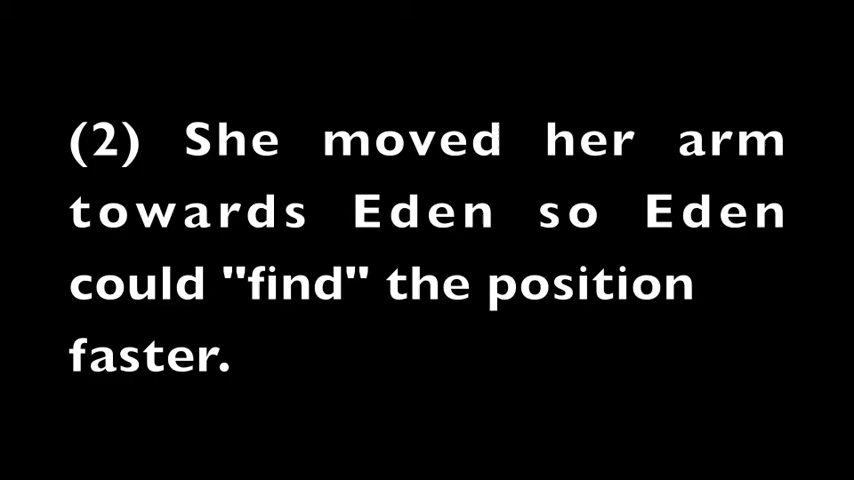 (2) She moved her arm
towards Eden so Eden
could "find" the position
faster.